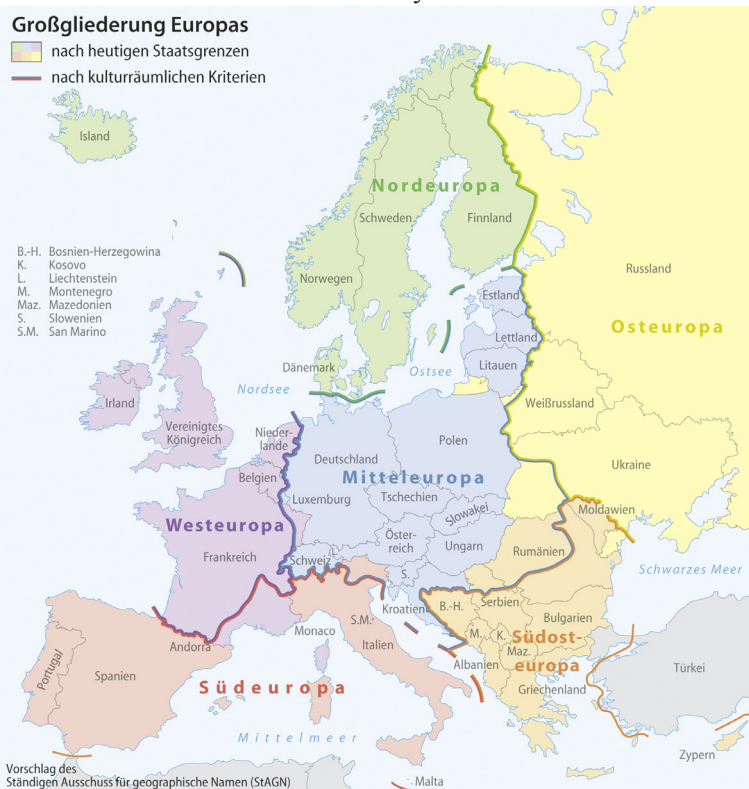 Großgliederung Europas
nach heutigen Staatsgrenzen
nach kulturräumlichen Kriterien
Island
Nordeuropa
Schweden
Finnland
B.-H. Bosnien-Herzegowina
K. Kosovo
L. Liechtenstein
M. Montenegro
Maz. Mazedonien
S. Slowenien
S.M. San Marino
Norwegen
Russland
Estland
Osteuropa
Lettland
Dänemark
Ostsee
Litauen
Nordsee
Irland
Weißrussland
Vereinigtes
Königreich
Nieder-
lande
Polen
Deutschland
Ukraine
Belgien
Mitteleuropa
Luxemburg
Tschechien
Slowakei
Moldawien
Westeuropa
Öster-
reich
Ungarn
Rumänien
Frankreich
Schweiz
L.
Schwarzes Meer
S.
Kroatien
B.-H.
Serbien
S.M.
Bulgarien
Monaco
Italien
M.
K.
Südost-
europa
Andorra
Maz.
Albanien
Portugal
Spanien
Türkei
Südeuropa
Griechenland
Mittelmeer
Zypern
Vorschlag des
Ständigen Ausschuss für geographische Namen (StAGN)
Malta